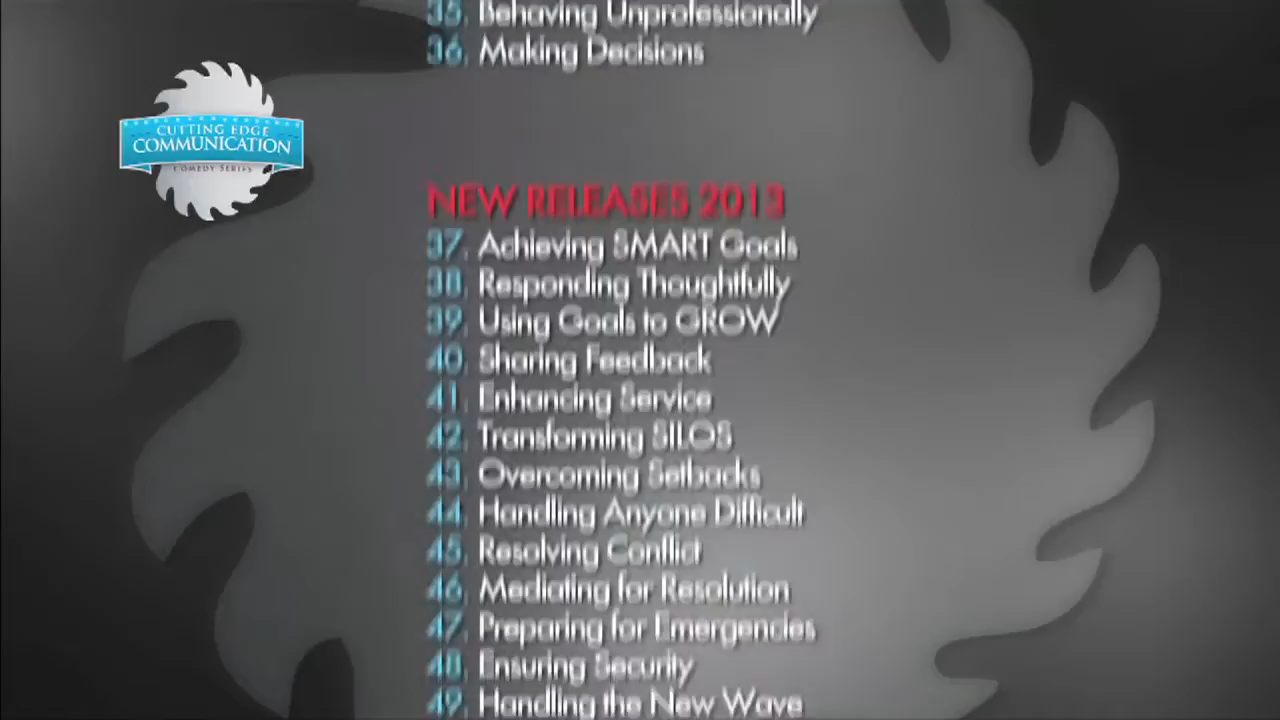 35. Behaving Unprofessionally
36. Making Decisions
CUTTING EDGE
COMMUNICATION
COMEDY SERIES
NEW RELEASES 2013
37. Achieving SMART Goals
38. Responding Thoughtfully
39. Using Goals to GROW
40. Sharing Feedback
41. Enhancing Service
42. Transforming SILOS
43. Overcoming Setbacks
44. Handling Anyone Difficult
45. Resolving Conflict
46. Mediating for Resolution
47. Preparing for Emergencies
48. Ensuring Security
49. Handling the New Wave